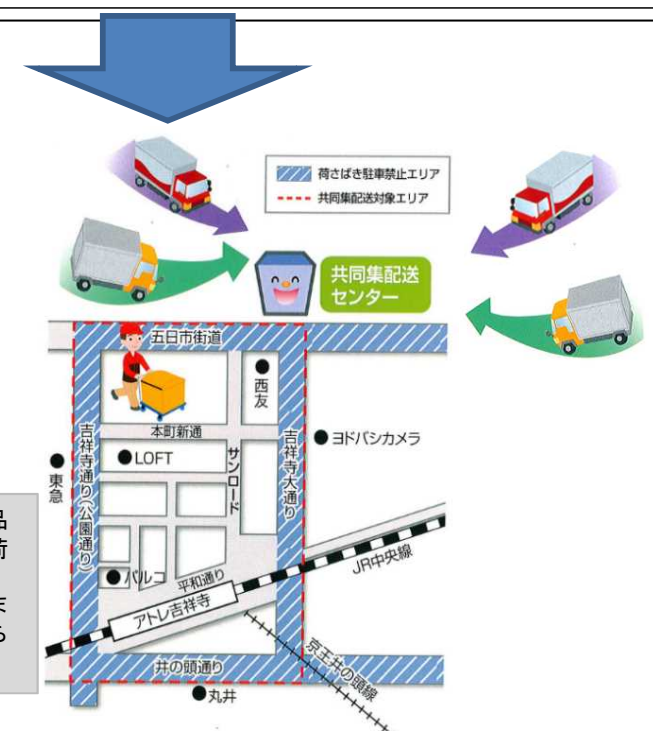 荷さばき駐車禁止エリア
共同集配送対象エリア
共同集配送
センター
五日市街道
西友
本町新通
ヨドバシカメラ
LOFT
サンロード
吉祥寺大通り
吉祥寺通り(公園通り)
東急
品
荷
ま
ら
パルコ
平和通り
JR中央線
アトレ吉祥寺
井の頭通り
京王井の頭線
丸井